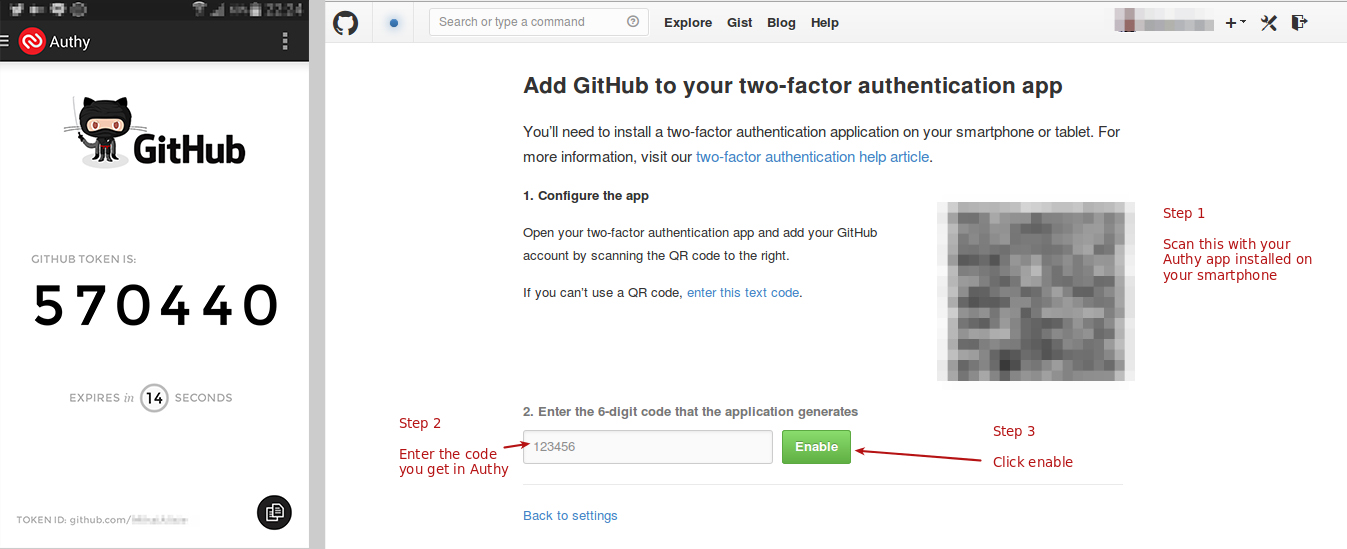 22:24
Authy
GitHub
GITHUB TOKEN IS:
570440
EXPIRES in 14 SECONDS
TOKEN ID: github.com/
Search or type a command
Explore Gist Blog Help
Add GitHub to your two-factor authentication app
You’ll need to install a two-factor authentication application on your smartphone or tablet. For
more information, visit our two-factor authentication help article.
1. Configure the app
Open your two-factor authentication app and add your GitHub
account by scanning the QR code to the right.
If you can’t use a QR code, enter this text code.
Step 1
Scan this with your
Authy app installed on
your smartphone
2. Enter the 6-digit code that the application generates
Step 2
Enter the code
you get in Authy
123456
Enable
Step 3
Click enable
Back to settings